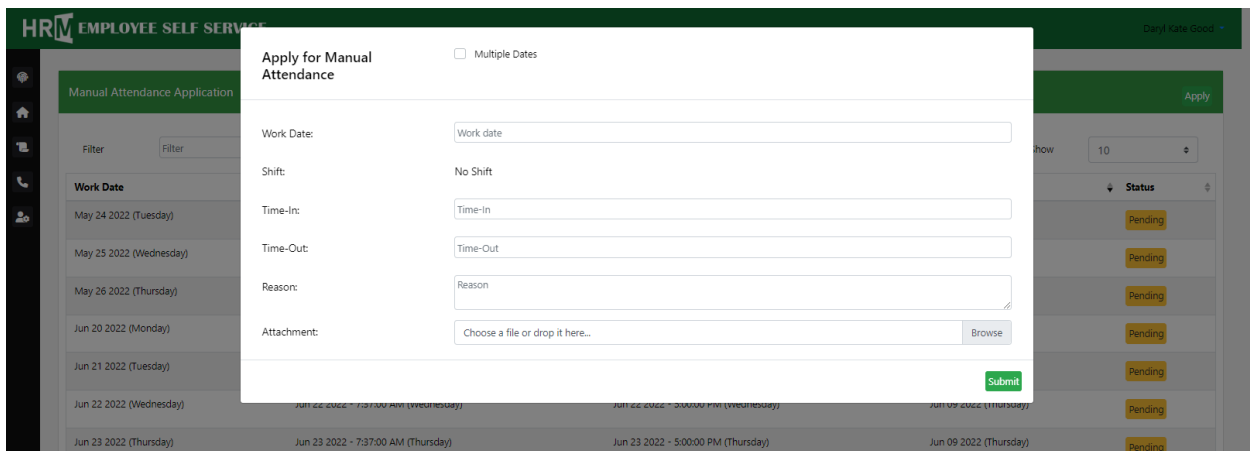 HRM EMPLOYEE SELF SERVICE
Daryl Kate Good
Apply for Manual
Attendance
Multiple Dates
Manual Attendance Application
Apply
Work Date:
Work date
Filter
Filter
Show
10
Shift:
No Shift
Work Date
Status
Time-In:
Time-In
May 24 2022 (Tuesday)
Pending
Time-Out:
Time-Out
May 25 2022 (Wednesday)
Pending
Reason:
Reason
May 26 2022 (Thursday)
Pending
Attachment:
Choose a file or drop it here...
Browse
Jun 20 2022 (Monday)
Pending
Jun 21 2022 (Tuesday)
Pending
Submit
Jun 22 2022 (Wednesday) Jun 22 2022 - 7:37:00 AM (Wednesday) Jun 22 2022 - 5:00:00 PM (Wednesday) Jun 09 2022 (Thursday) Pending
Jun 23 2022 (Thursday) Jun 23 2022 - 7:37:00 AM (Thursday) Jun 23 2022 - 5:00:00 PM (Thursday) Jun 09 2022 (Thursday) Pending